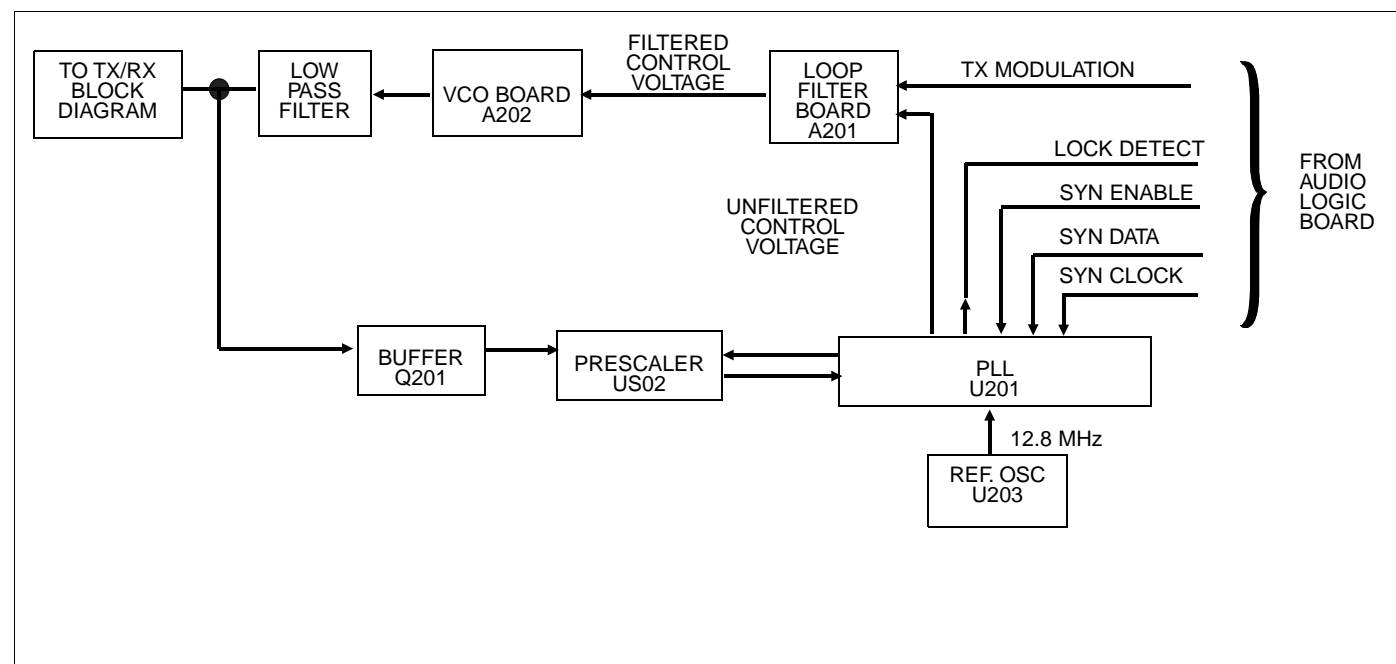 TO TX/RX
BLOCK
DIAGRAM
LOW
PASS
FILTER
VCO BOARD
A202
FILTERED
CONTROL
VOLTAGE
LOOP
FILTER
BOARD
A201
TX MODULATION
LOCK DETECT
SYN ENABLE
SYN DATA
SYN CLOCK
FROM
AUDIO
LOGIC
BOARD
UNFILTERED
CONTROL
VOLTAGE
BUFFER
Q201
PRESCALER
US02
PLL
U201
12.8 MHz
REF. OSC
U203